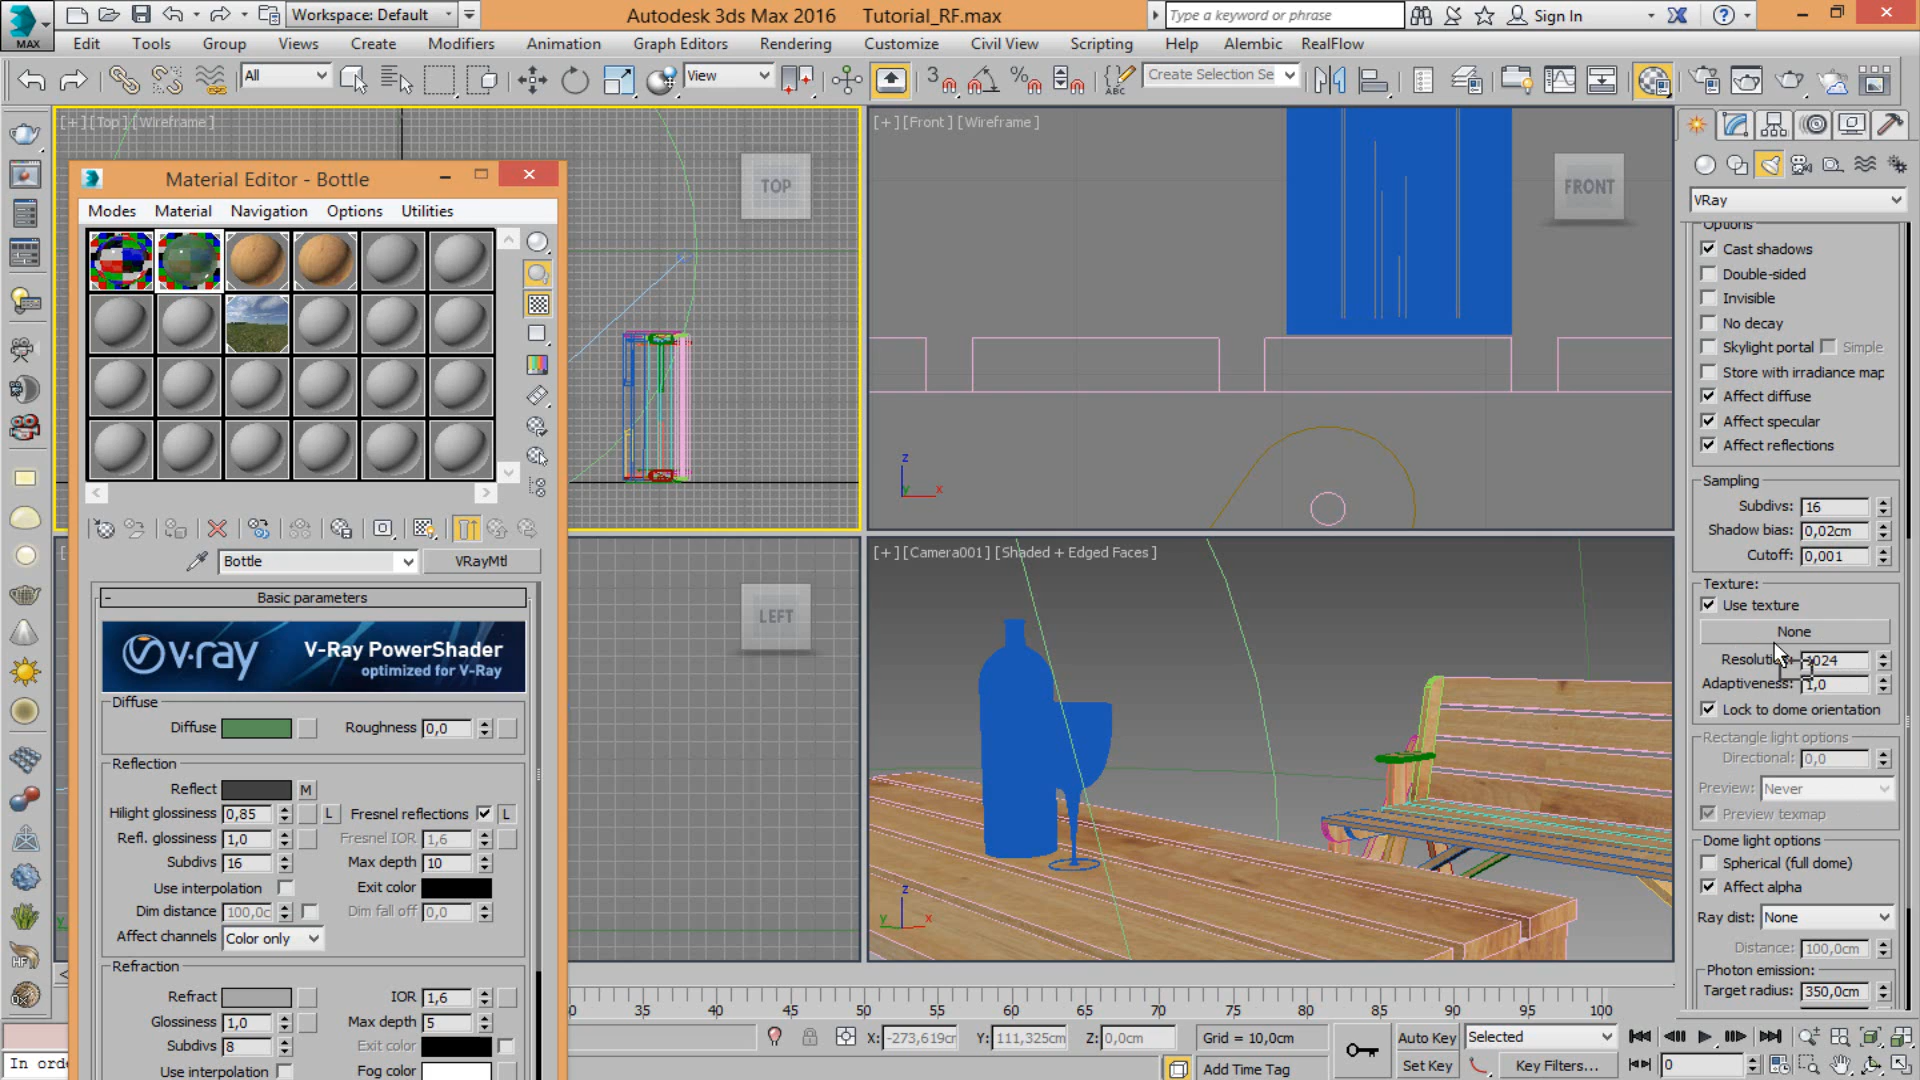 MAX
Workspace: Default
Autodesk 3ds Max 2016 Tutorial_RF.max
Type a keyword or phrase
Sign In
Edit Tools Group Views Create Modifiers Animation Graph Editors Rendering Customize Civil View Scripting Help Alembic RealFlow
All
View
3
%
ABC
Create Selection Se
[+][Top][Wireframe]
TOP
[+][Front][Wireframe]
FRONT
VRay
Material Editor - Bottle
Modes Material Navigation Options Utilities
Bottle
VRayMtl
Basic parameters
v-ray
V-Ray PowerShader
optimized for V-Ray
Diffuse
Diffuse
Roughness 0,0
Reflection
Reflect M
Hilight glossiness 0,85 L Fresnel reflections L
Refl. glossiness 1,0 Fresnel IOR 1,6
Subdivs 16 Max depth 10
Use interpolation Exit color
Dim distance 100,0c Dim fall off 0,0
Affect channels Color only
Refraction
Refract IOR 1,6
Glossiness 1,0 Max depth 5
Subdivs 8 Exit color
Use interpolation Fog color
LEFT
[+][Camera001][Shaded + Edged Faces]
z
x
y
z
y
x
Options
Cast shadows
Double-sided
Invisible
No decay
Skylight portal Simple
Store with irradiance map
Affect diffuse
Affect specular
Affect reflections
Sampling
Subdivs: 16
Shadow bias: 0,02cm
Cutoff: 0,001
Texture:
Use texture
None
1024
Adaptiveness: 1,0
Lock to dome orientation
Rectangle light options
Directional: 0,0
Preview: Never
Preview texmap
Dome light options
Spherical (full dome)
Affect alpha
Ray dist: None
Distance: 100,0cm
Photon emission:
Target radius: 350,0cm
35 40 45 50 55 60 65 70 75 80 85 90 95 100
X: -273,619cm Y: 111,325cm Z: 0,0cm
Grid = 10,0cm
Auto Key
Selected
Add Time Tag
Set Key
Key Filters...
0